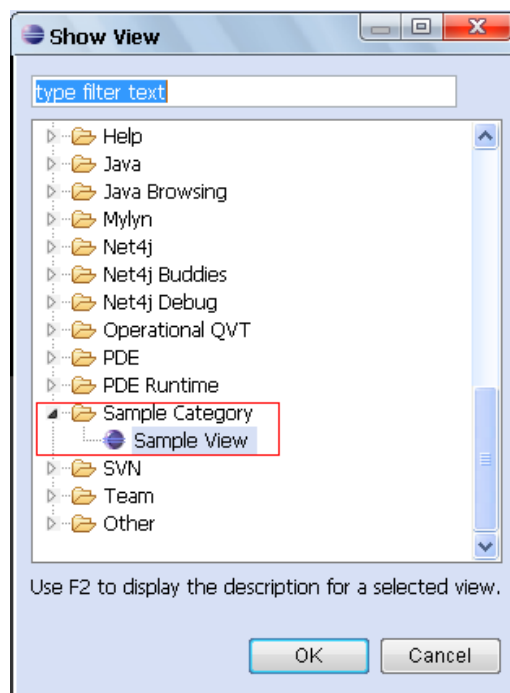 Show View
type filter text
Help
Java
Java Browsing
Mylyn
Net4j
Net4j Buddies
Net4j Debug
Operational QVT
PDE
PDE Runtime
Sample Category
Sample View
SVN
Team
Other
Use F2 to display the description for a selected view.
OK
Cancel